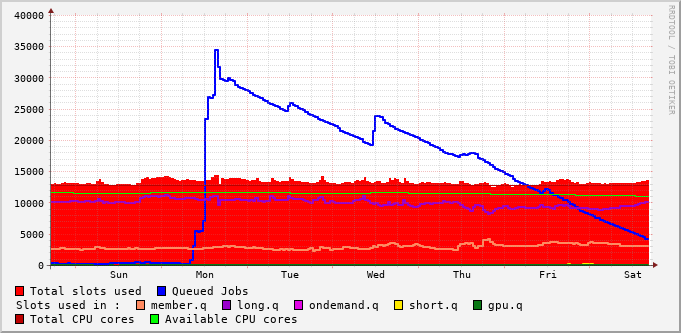 40000
35000
30000
25000
20000
15000
10000
5000
0
Sun Mon Tue Wed Thu Fri Sat
RRDTOOL / TOBI OETIKER
Total slots used Queued Jobs
Slots used in : member.q long.q ondemand.q short.q gpu.q
Total CPU cores Available CPU cores